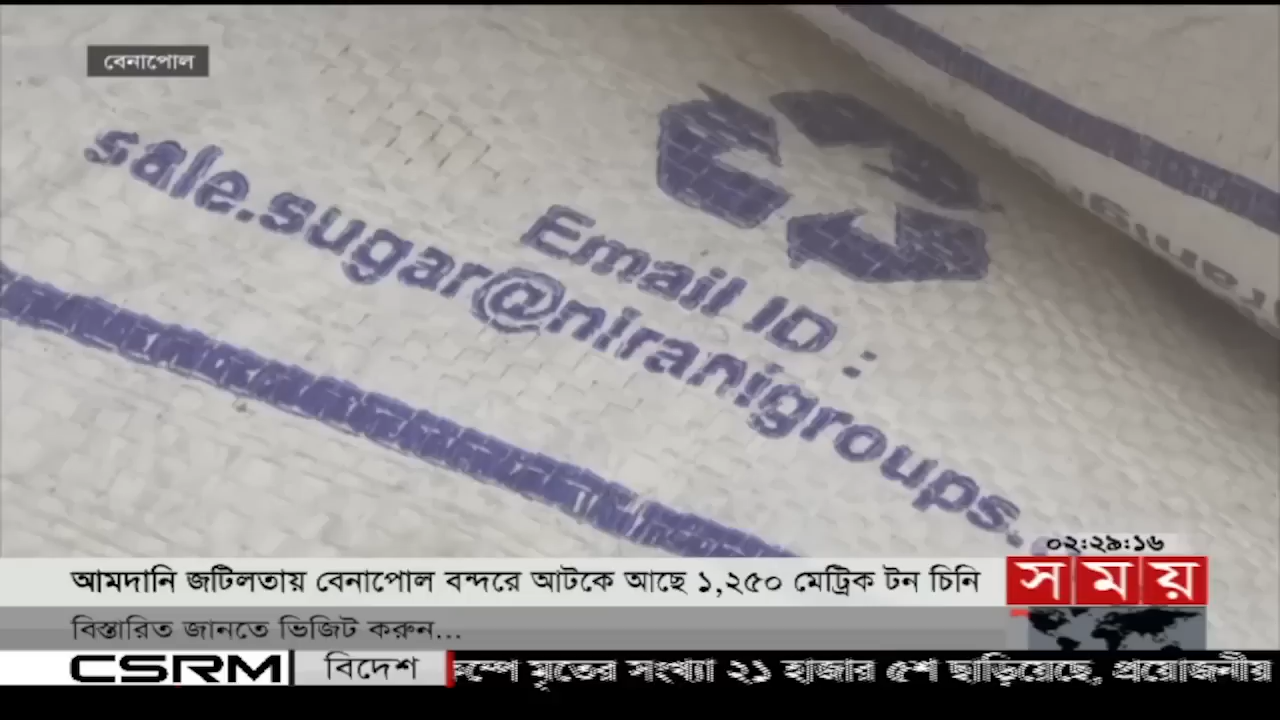 বেনাপোল
Email ID :
sale.sugar@niranigroups.
০২:২৯:১৬
আমদানি জটিলতায় বেনাপোল বন্দরে আটকে আছে ১,২৫০ মেট্রিক টন চিনি
সময়
বিস্তারিত জানতে ভিজিট করুন...
CSRM
বিদেশ
মৃতের সংখ্যা ২১ হাজার ৫শ ছাড়িয়েছে, প্রয়োজনীয়